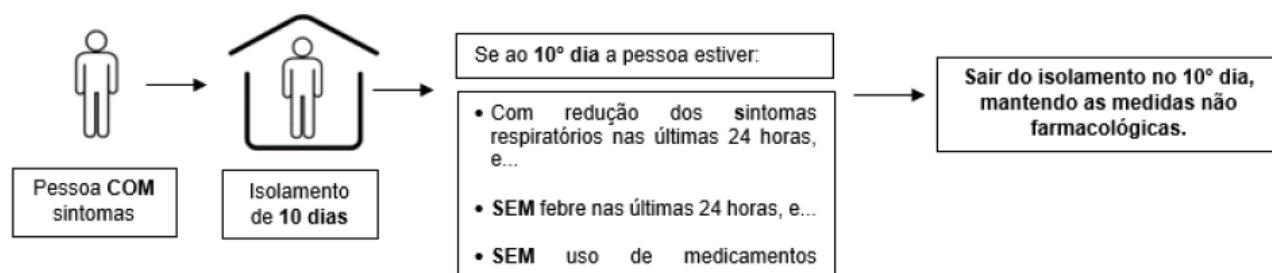 Pessoa COM
sintomas
Isolamento
de 10 dias
Se ao 10° dia a pessoa estiver:
• Com redução dos sintomas
respiratórios nas últimas 24 horas,
e...
• SEM febre nas últimas 24 horas, e...
• SEM uso de medicamentos
Sair do isolamento no 10° dia,
mantendo as medidas não
farmacológicas.